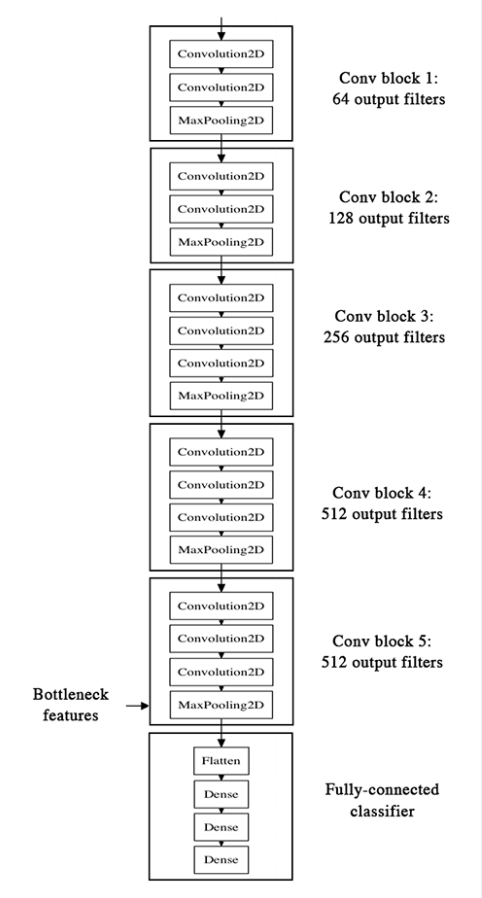 Convolution2D
Convolution2D
MaxPooling2D
Conv block 1:
64 output filters
Convolution2D
Convolution2D
MaxPooling2D
Conv block 2:
128 output filters
Convolution2D
Convolution2D
Convolution2D
MaxPooling2D
Conv block 3:
256 output filters
Convolution2D
Convolution2D
Convolution2D
MaxPooling2D
Conv block 4:
512 output filters
Convolution2D
Convolution2D
Convolution2D
MaxPooling2D
Conv block 5:
512 output filters
Bottleneck
features
Flatten
Dense
Dense
Dense
Fully-connected
classifier